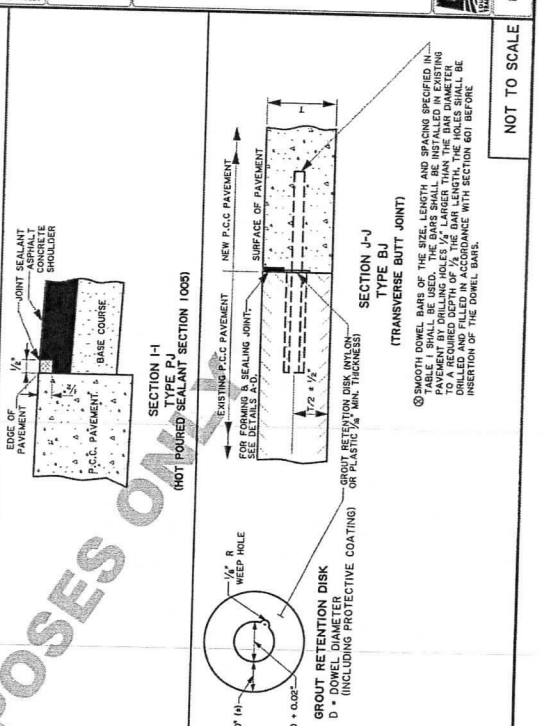 NOT TO SCALE
JOINT SEALANT
ASPHALT
CONCRETE
SHOULDER
1/2"
EDGE OF
PAVEMENT
P.C.C. PAVEMENT
BASE COURSE
SECTION I-I
TYPE PJ
(HOT POURED SEALANT SECTION 1005)
POSES ONLY
EXISTING P.C.C PAVEMENT
NEW P.C.C PAVEMENT
FOR FORMING & SEALING JOINT,
SEE DETAILS A-D.
SURFACE OF PAVEMENT
T
T/2 ± 1/2"
GROUT RETENTION DISK (NYLON
OR PLASTIC 1/16" MIN. THICKNESS)
SECTION J-J
TYPE BJ
(TRANSVERSE BUTT JOINT)
SMOOTH DOWEL BARS OF THE SIZE, LENGTH AND SPACING SPECIFIED IN
TABLE I SHALL BE USED. THE BARS SHALL BE INSTALLED IN EXISTING
PAVEMENT BY DRILLING HOLES 1/8" LARGER THAN THE BAR DIAMETER
TO A REQUIRED DEPTH OF 1/2 THE BAR LENGTH. THE HOLES SHALL BE
DRILLED AND FILLED IN ACCORDANCE WITH SECTION 601 BEFORE
INSERTION OF THE DOWEL BARS.
1/8" R
WEEP HOLE
D + 0.02"
GROUT RETENTION DISK
D = DOWEL DIAMETER
(INCLUDING PROTECTIVE COATING)